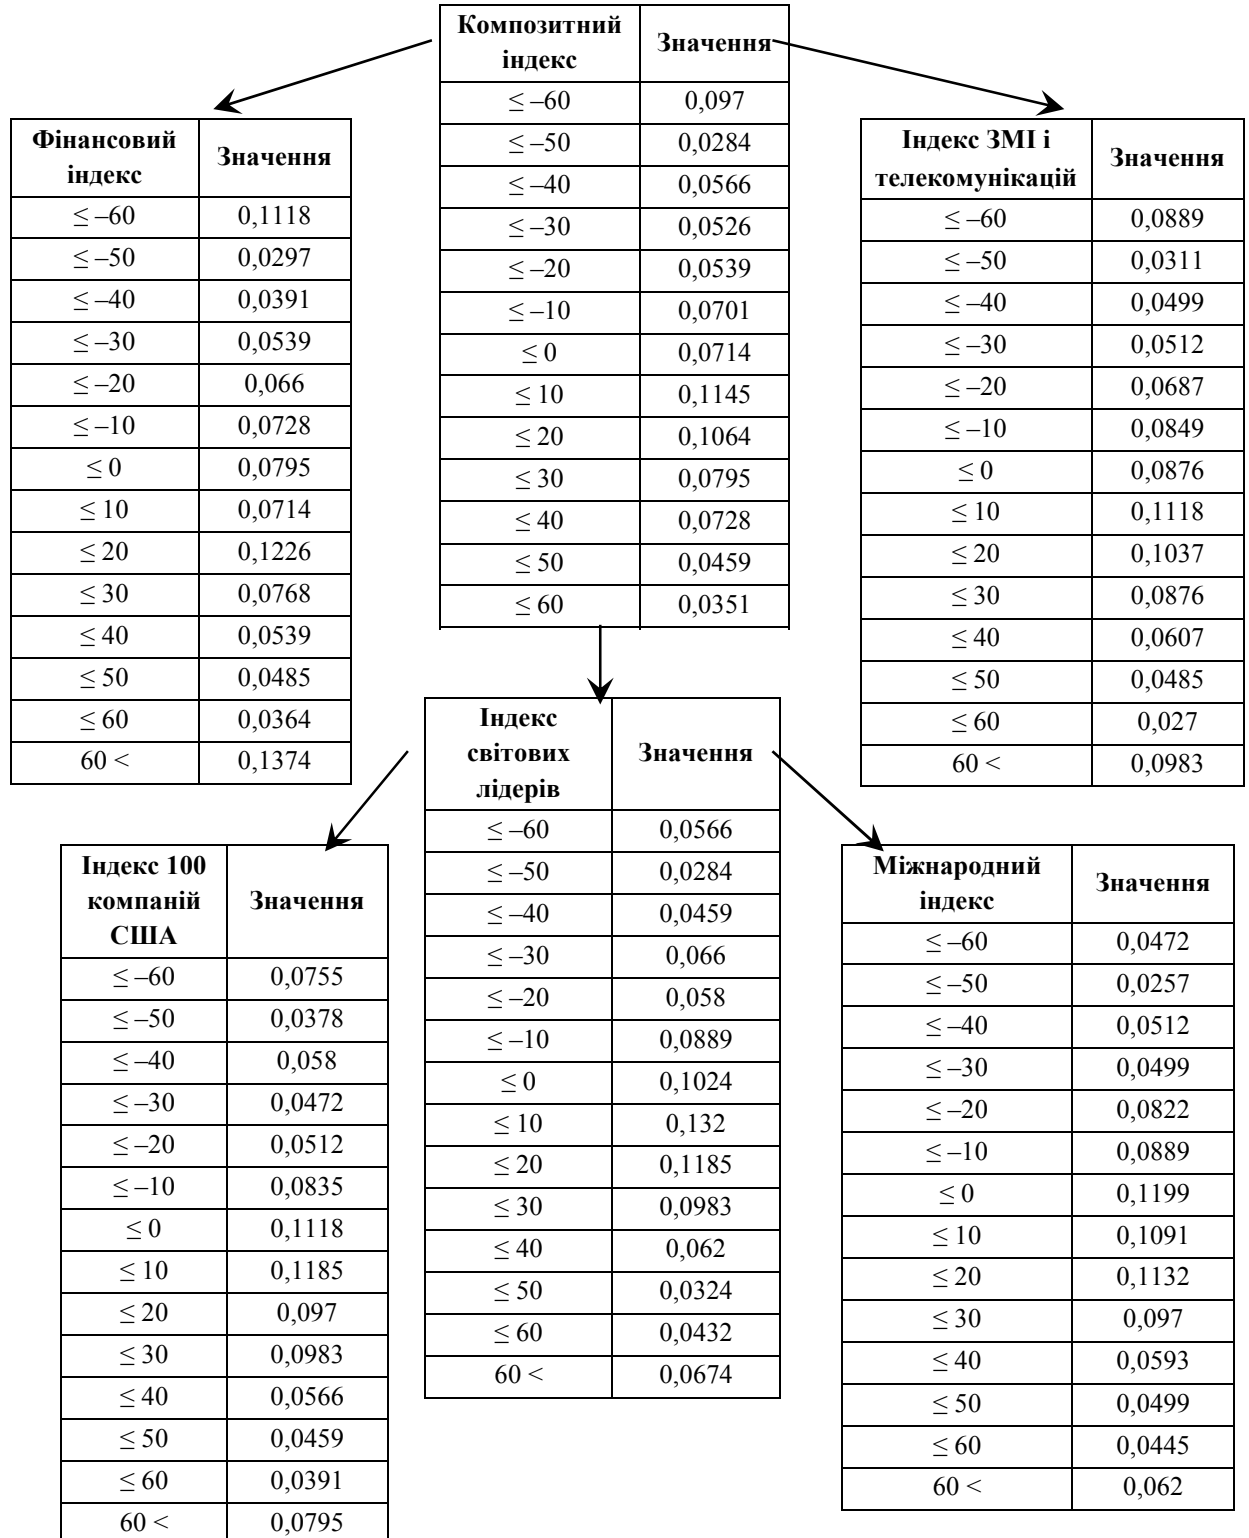 Композитний
індекс
Значення
≤ –60 0,097
≤ –50 0,0284
≤ –40 0,0566
≤ –30 0,0526
≤ –20 0,0539
≤ –10 0,0701
≤ 0 0,0714
≤ 10 0,1145
≤ 20 0,1064
≤ 30 0,0795
≤ 40 0,0728
≤ 50 0,0459
≤ 60 0,0351
Фінансовий
індекс
Значення
≤ –60 0,1118
≤ –50 0,0297
≤ –40 0,0391
≤ –30 0,0539
≤ –20 0,066
≤ –10 0,0728
≤ 0 0,0795
≤ 10 0,0714
≤ 20 0,1226
≤ 30 0,0768
≤ 40 0,0539
≤ 50 0,0485
≤ 60 0,0364
60 < 0,1374
Індекс ЗМІ і
телекомунікацій
Значення
≤ –60 0,0889
≤ –50 0,0311
≤ –40 0,0499
≤ –30 0,0512
≤ –20 0,0687
≤ –10 0,0849
≤ 0 0,0876
≤ 10 0,1118
≤ 20 0,1037
≤ 30 0,0876
≤ 40 0,0607
≤ 50 0,0485
≤ 60 0,027
60 < 0,0983
Індекс
світових
лідерів
Значення
≤ –60 0,0566
≤ –50 0,0284
≤ –40 0,0459
≤ –30 0,066
≤ –20 0,058
≤ –10 0,0889
≤ 0 0,1024
≤ 10 0,132
≤ 20 0,1185
≤ 30 0,0983
≤ 40 0,062
≤ 50 0,0324
≤ 60 0,0432
60 < 0,0674
Індекс 100
компаній
США
Значення
≤ –60 0,0755
≤ –50 0,0378
≤ –40 0,058
≤ –30 0,0472
≤ –20 0,0512
≤ –10 0,0835
≤ 0 0,1118
≤ 10 0,1185
≤ 20 0,097
≤ 30 0,0983
≤ 40 0,0566
≤ 50 0,0459
≤ 60 0,0391
60 < 0,0795
Міжнародний
індекс
Значення
≤ –60 0,0472
≤ –50 0,0257
≤ –40 0,0512
≤ –30 0,0499
≤ –20 0,0822
≤ –10 0,0889
≤ 0 0,1199
≤ 10 0,1091
≤ 20 0,1132
≤ 30 0,097
≤ 40 0,0593
≤ 50 0,0499
≤ 60 0,0445
60 < 0,062